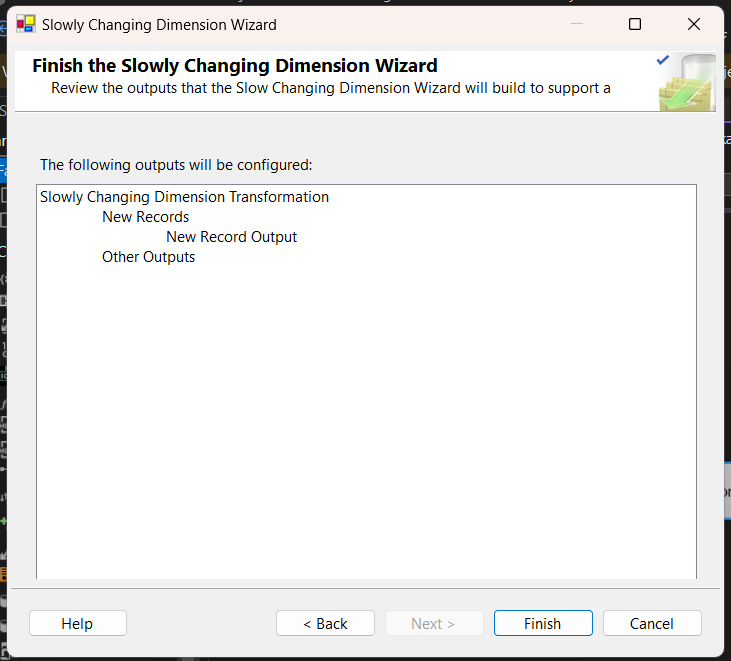 Slowly Changing Dimension Wizard
Finish the Slowly Changing Dimension Wizard
Review the outputs that the Slow Changing Dimension Wizard will build to support a
The following outputs will be configured:
Slowly Changing Dimension Transformation
New Records
New Record Output
Other Outputs
Help
< Back
Next >
Finish
Cancel